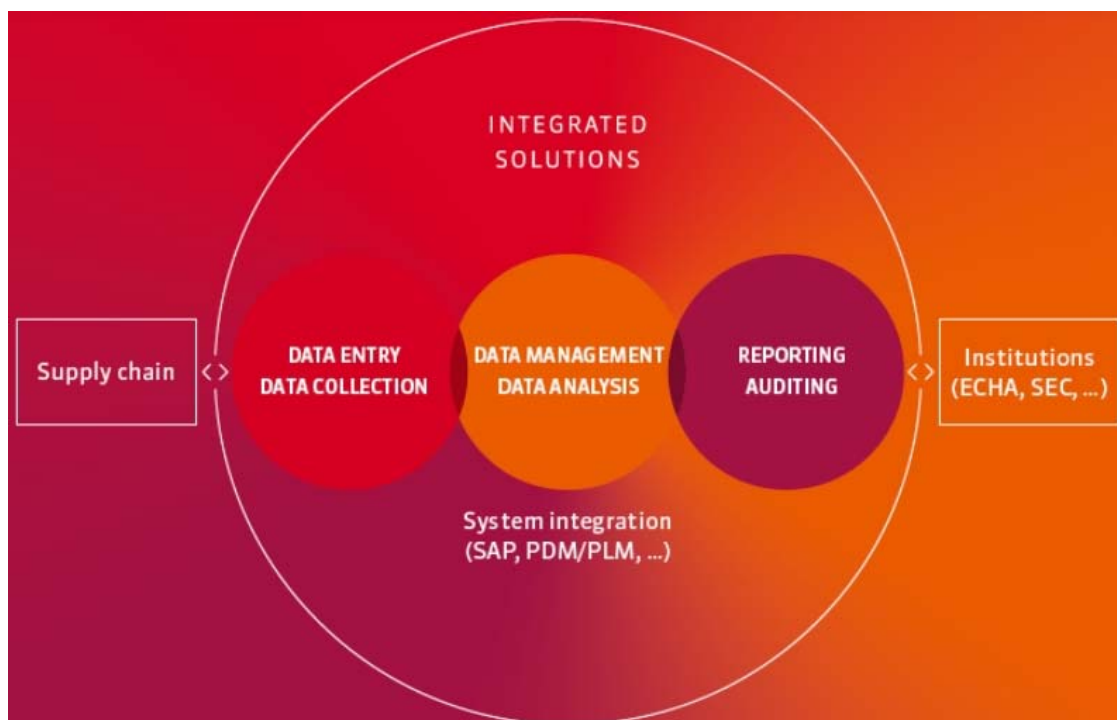 INTEGRATED
SOLUTIONS
Supply chain
<>
DATA ENTRY
DATA COLLECTION
DATA MANAGEMENT
DATA ANALYSIS
REPORTING
AUDITING
<>
Institutions
(ECHA, SEC, ...)
System integration
(SAP, PDM/PLM, ...)